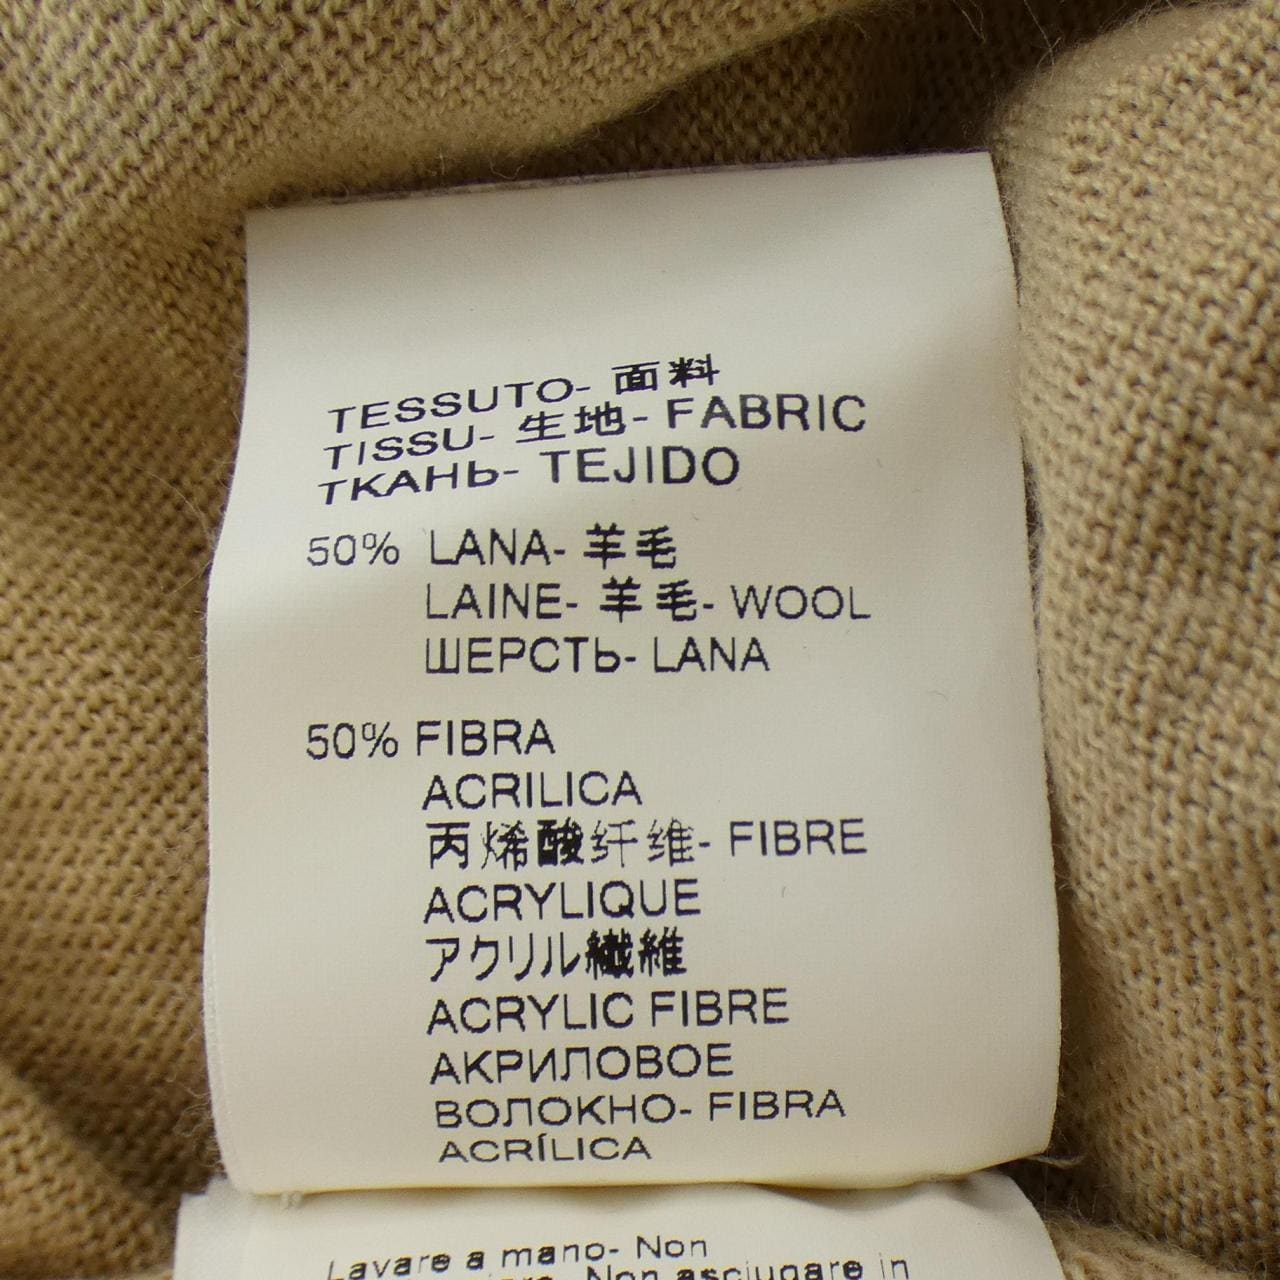 TESSUTO- 面料
TISSU- 生地- FABRIC
ТКАНЬ- TEJIDO
50% LANA- 羊毛
LAINE- 羊毛- WOOL
ШЕРСТЬ- LANA
50% FIBRA
ACRILICA
丙烯酸纤维- FIBRE
ACRYLIQUE
アクリル繊維
ACRYLIC FIBRE
АКРИЛОВОЕ
ВОЛОКНО- FIBRA
ACRÍLICA
Lavare a mano- Non
Non asciugare in